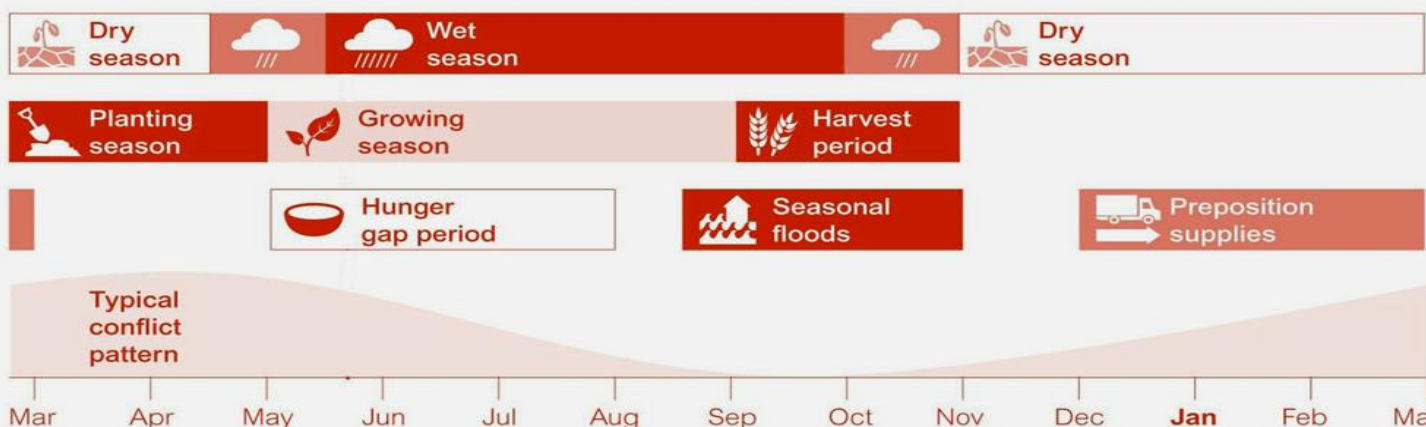 Dry
season
Wet
season
Dry
season
Planting
season
Growing
season
Harvest
period
Hunger
gap period
Seasonal
floods
Preposition
supplies
Typical
conflict
pattern
Mar Apr May Jun Jul Aug Sep Oct Nov Dec Jan Feb Ma